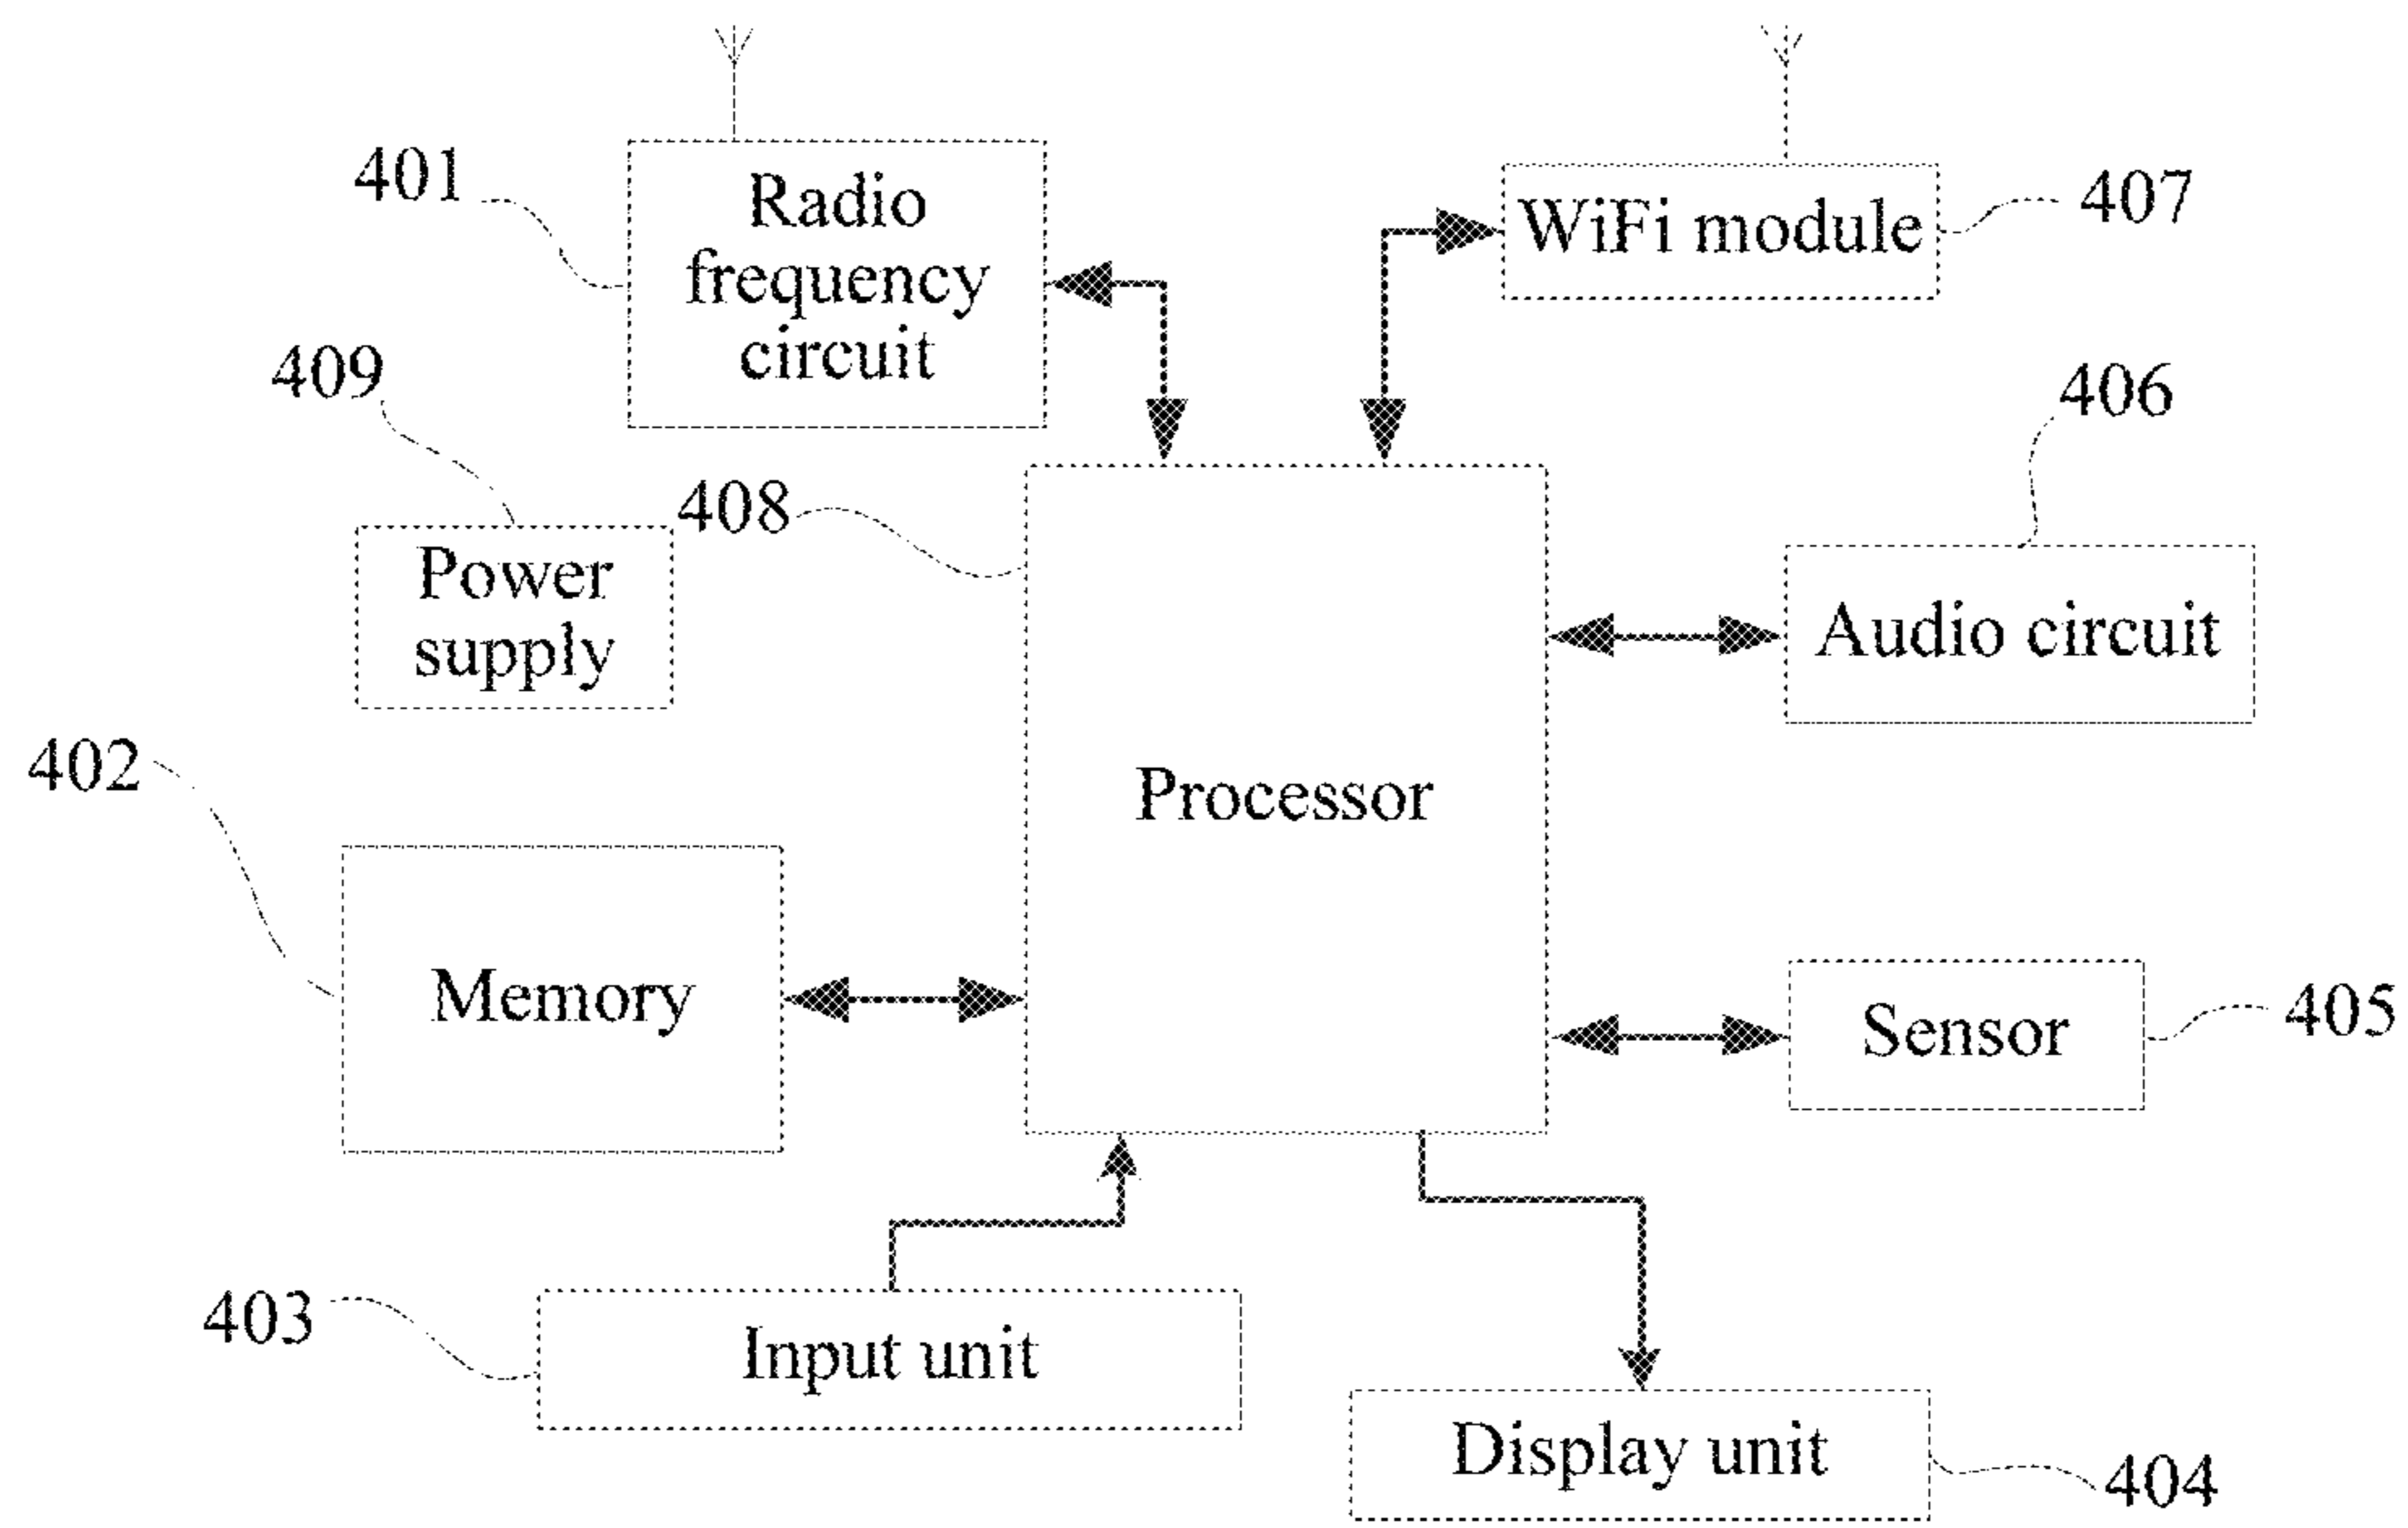 401
Radio
frequency
circuit
WiFi module
407
409
408
406
Power
supply
Audio circuit
402
Processor
Memory
Sensor
405
403
Input unit
Display unit
404